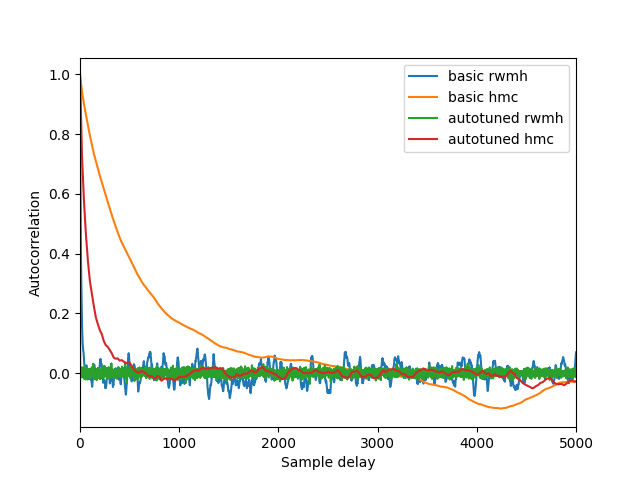 basic rwmh
basic hmc
autotuned rwmh
autotuned hmc
1.0
0.8
0.6
0.4
0.2
0.0
Autocorrelation
0 1000 2000 3000 4000 5000
Sample delay